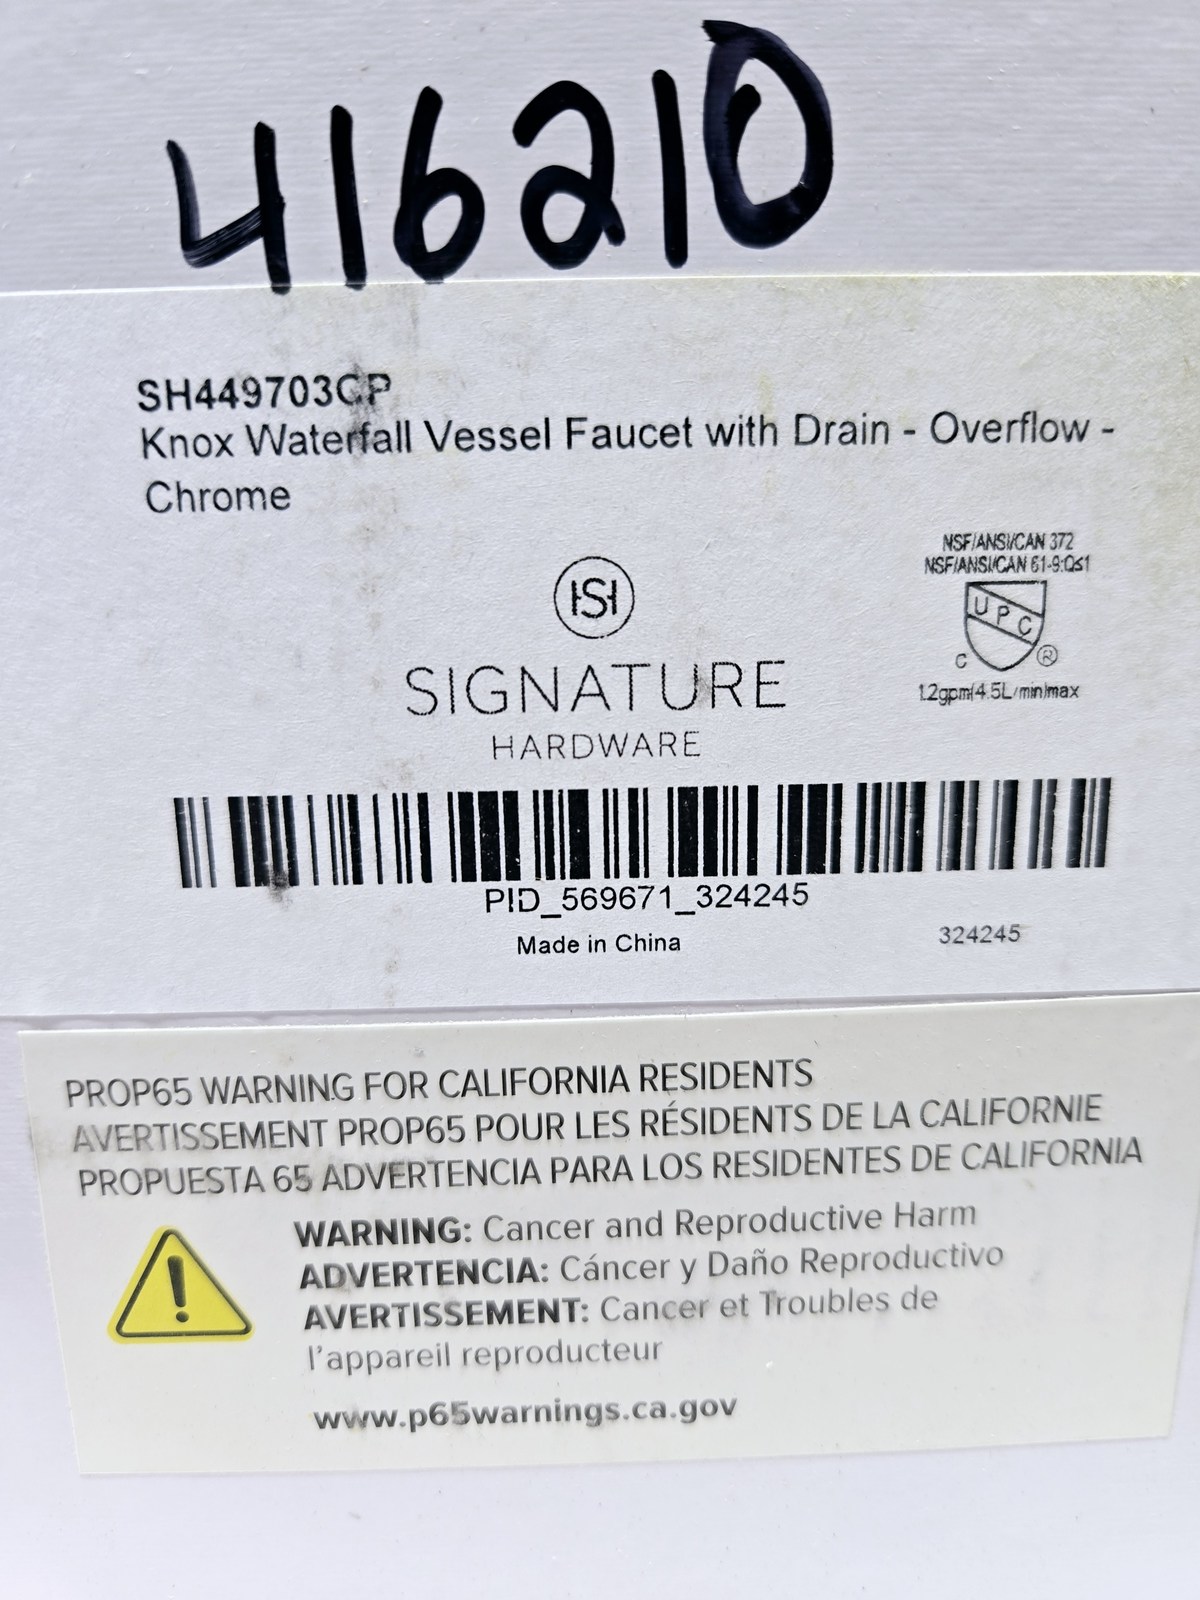 416210
SH449703CP
Knox Waterfall Vessel Faucet with Drain - Overflow -
Chrome
NSF/ANSI/CAN 372
NSF/ANSI/CAN 61-9:Q≤1
UPC
C ®
1.2gpm(4.5L/min)max
SH
SIGNATURE
HARDWARE
PID_569671_324245
Made in China
324245
PROP65 WARNING FOR CALIFORNIA RESIDENTS
AVERTISSEMENT PROP65 POUR LES RÉSIDENTS DE LA CALIFORNIE
PROPUESTA 65 ADVERTENCIA PARA LOS RESIDENTES DE CALIFORNIA
WARNING: Cancer and Reproductive Harm
ADVERTENCIA: Cáncer y Daño Reproductivo
AVERTISSEMENT: Cancer et Troubles de
l'appareil reproducteur
www.p65warnings.ca.gov